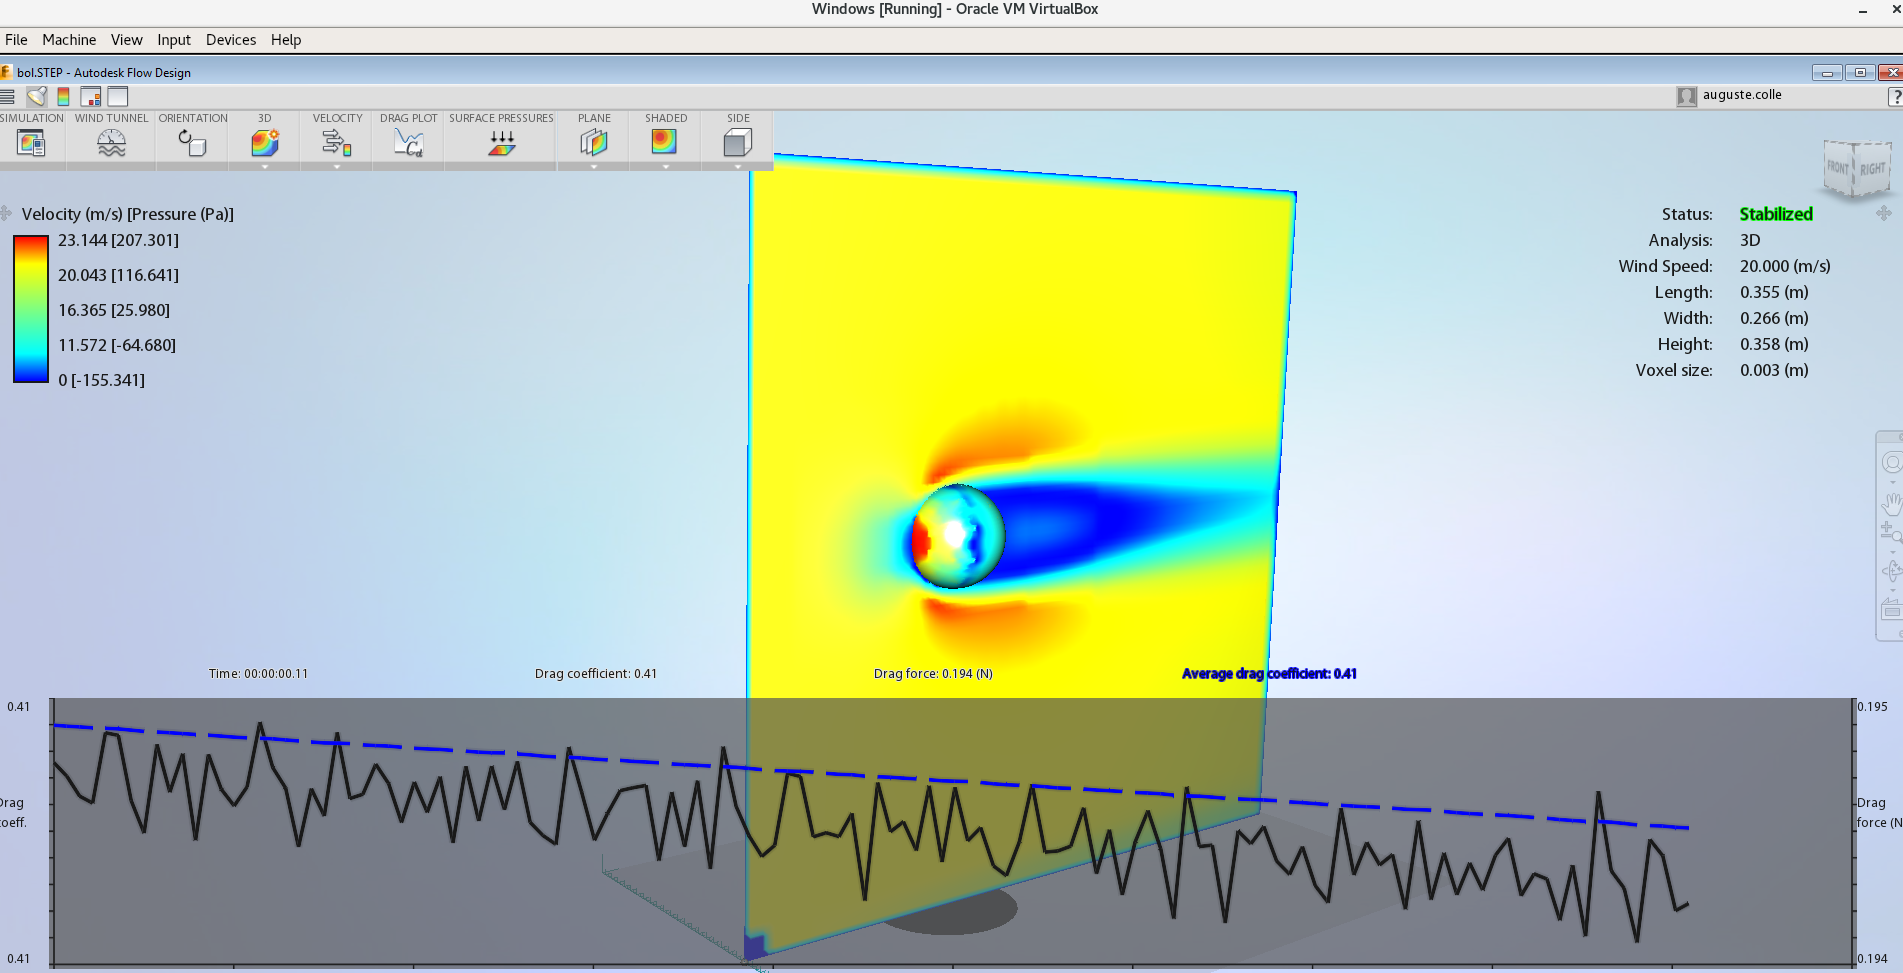 Windows [Running] - Oracle VM VirtualBox
File Machine View Input Devices Help
bol.STEP - Autodesk Flow Design
auguste.colle
?
SIMULATION WIND TUNNEL ORIENTATION 3D VELOCITY DRAG PLOT SURFACE PRESSURES PLANE SHADED SIDE
Cd
FRONT RIGHT
Velocity (m/s) [Pressure (Pa)]
23.144 [207.301]
20.043 [116.641]
16.365 [25.980]
11.572 [-64.680]
0 [-155.341]
Status: Stabilized
Analysis: 3D
Wind Speed: 20.000 (m/s)
Length: 0.355 (m)
Width: 0.266 (m)
Height: 0.358 (m)
Voxel size: 0.003 (m)
Time: 00:00:00.11 Drag coefficient: 0.41 Drag force: 0.194 (N) Average drag coefficient: 0.41
0.41
Drag
coeff.
0.41
0.195
Drag
force (N
0.194